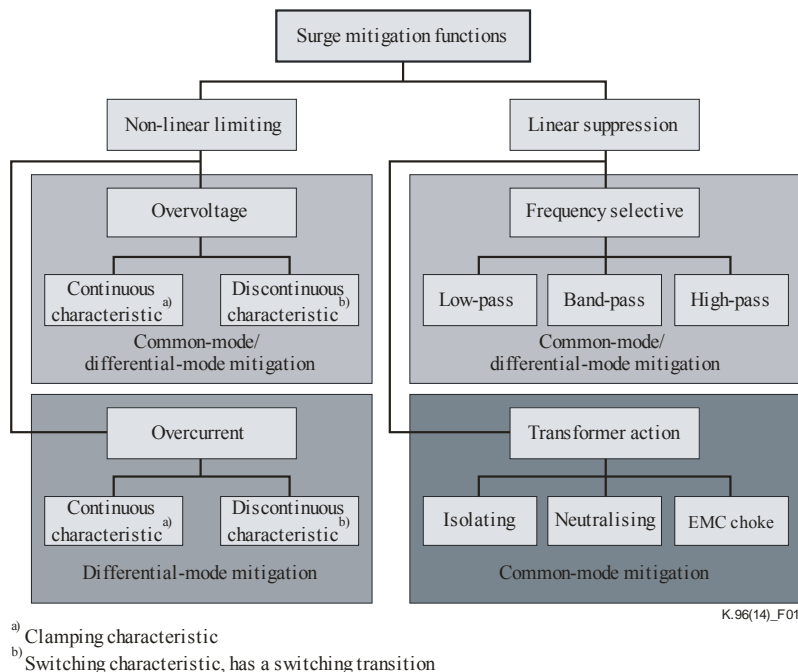 Surge mitigation functions
Non-linear limiting
Linear suppression
Overvoltage
Continuous
characteristic a)
Discontinuous
characteristic b)
Common-mode/
differential-mode mitigation
Frequency selective
Low-pass
Band-pass
High-pass
Common-mode/
differential-mode mitigation
Overcurrent
Continuous
characteristic a)
Discontinuous
characteristic b)
Differential-mode mitigation
Transformer action
Isolating
Neutralising
EMC choke
Common-mode mitigation
K.96(14)_F01
a) Clamping characteristic
b) Switching characteristic, has a switching transition